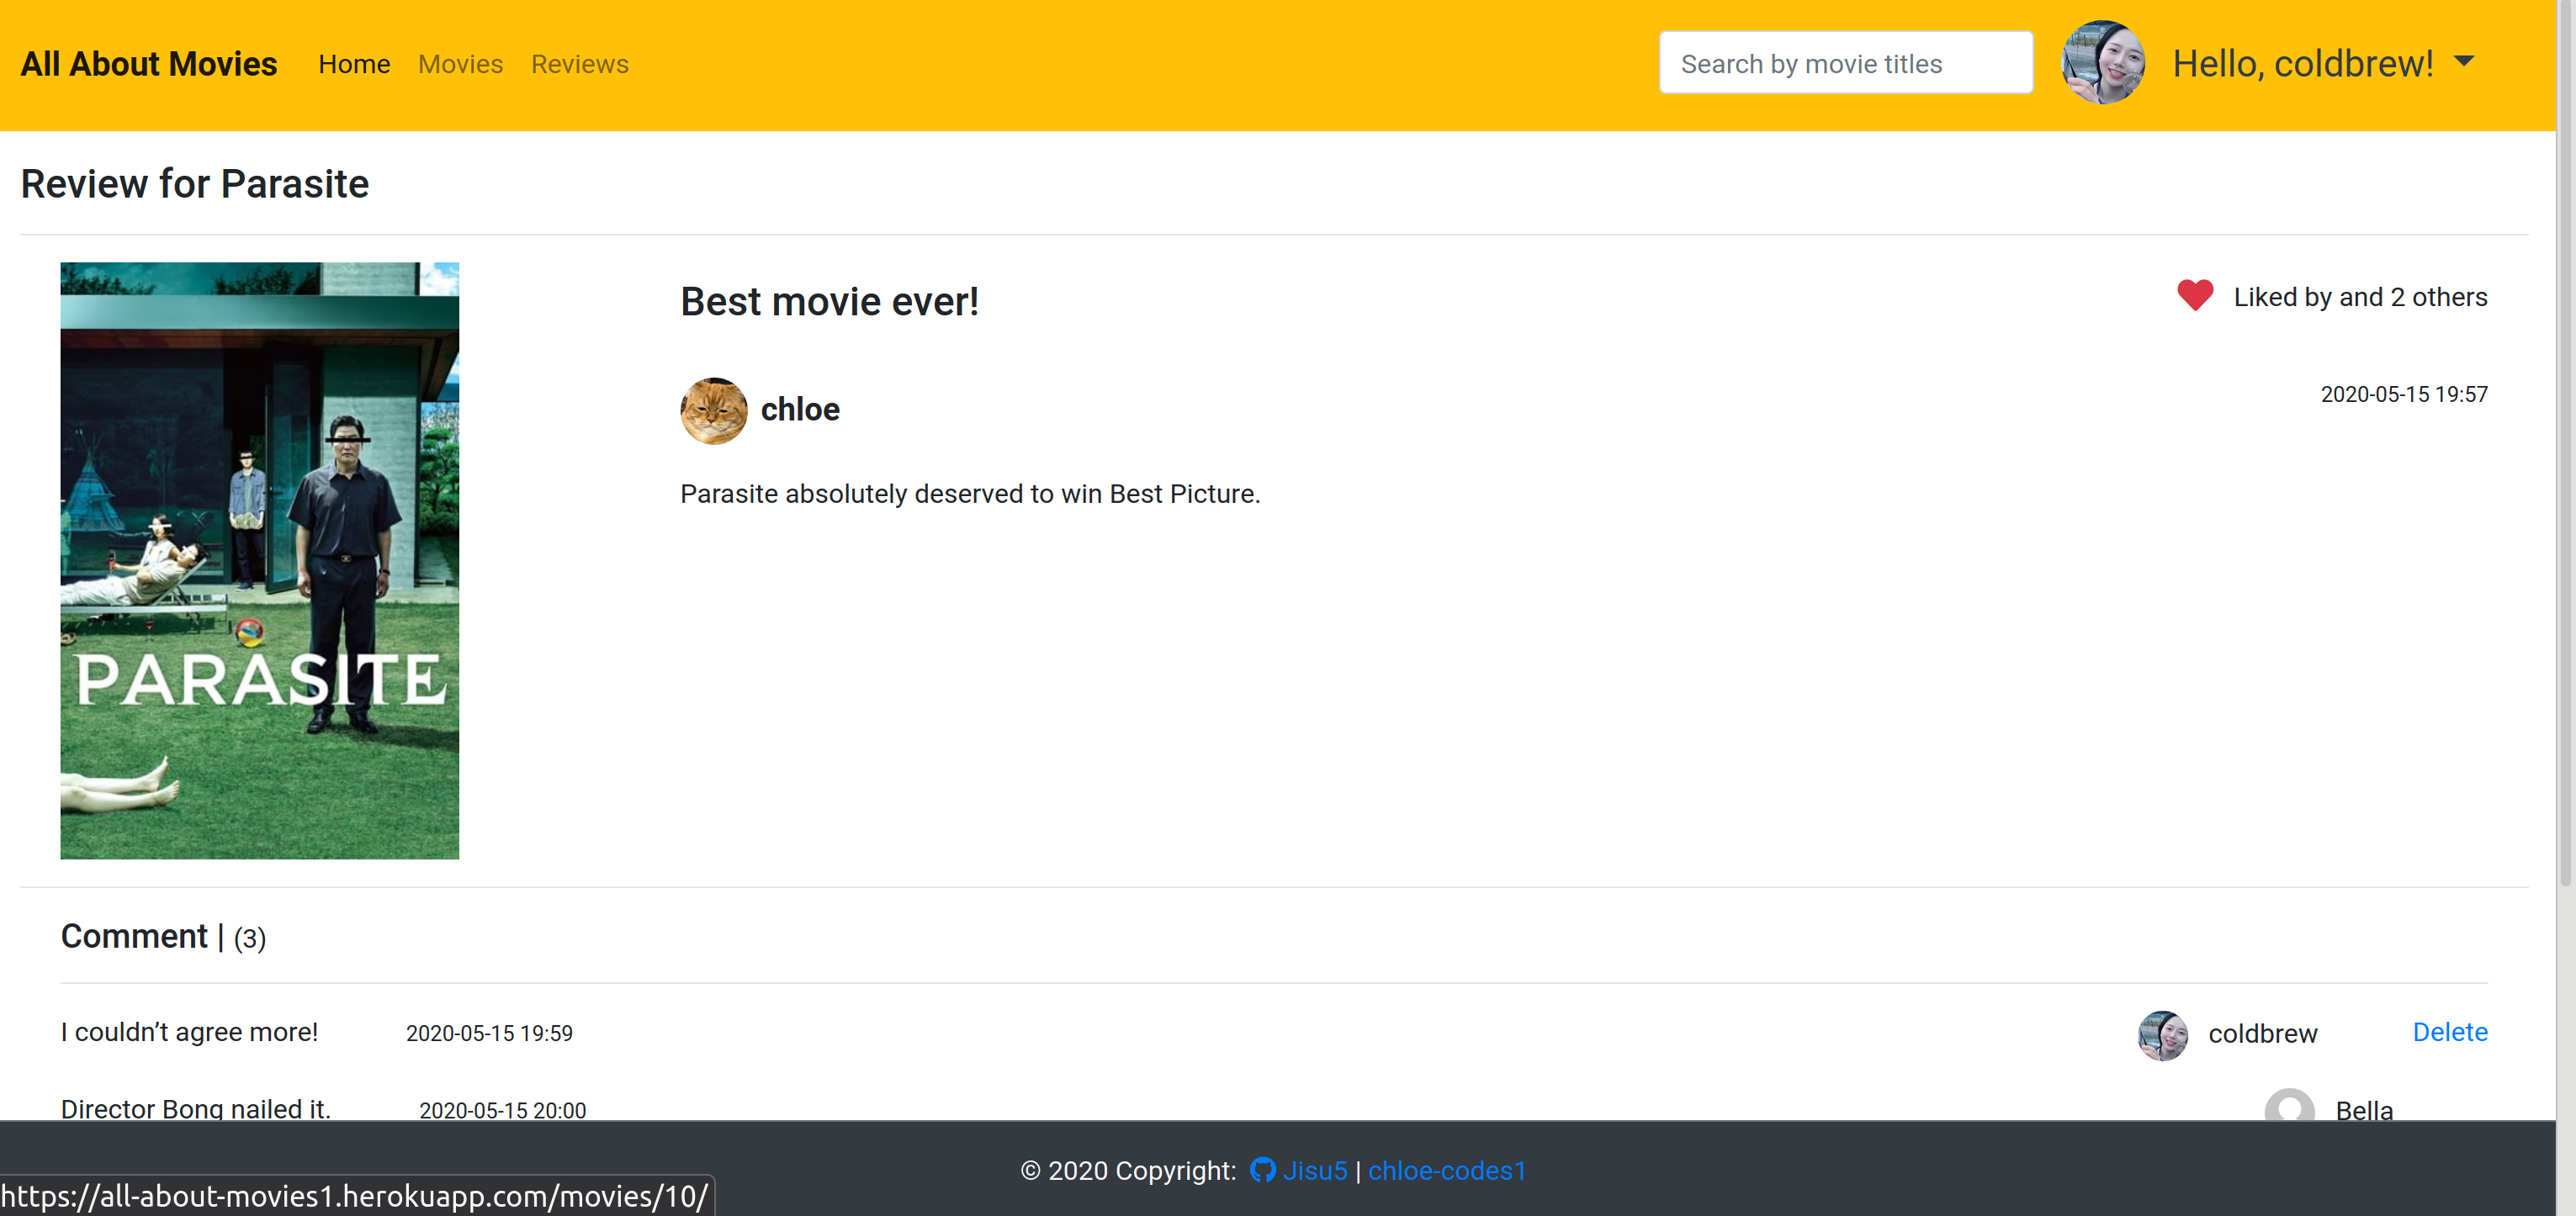 All About Movies Home Movies Reviews Search by movie titles Hello, coldbrew!
Review for Parasite
Best movie ever!
Liked by and 2 others
chloe
2020-05-15 19:57
Parasite absolutely deserved to win Best Picture.
PARASITE
Comment | (3)
I couldn’t agree more! 2020-05-15 19:59 coldbrew Delete
Director Bong nailed it. 2020-05-15 20:00 Bella
© 2020 Copyright: Jisu5 | chloe-codes1
https://all-about-movies1.herokuapp.com/movies/10/